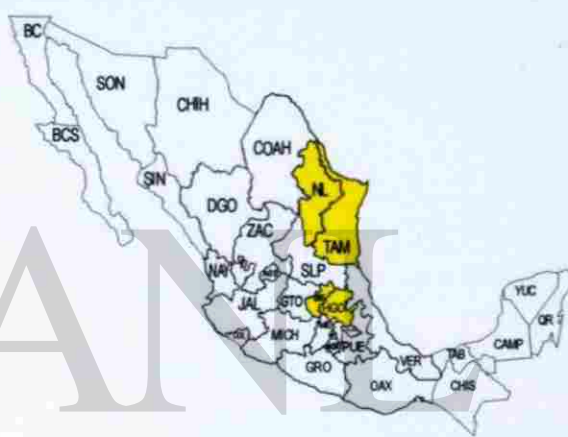 BC
SON
CHIH
BCS
COAH
SIN
NL
DGO
ZAC
TAM
NAY
SLP
JAL
GTO
HGO
MICH
PUE
GRO
VER
OAX
TAB
CHIS
CAMP
YUC
QR
ANL